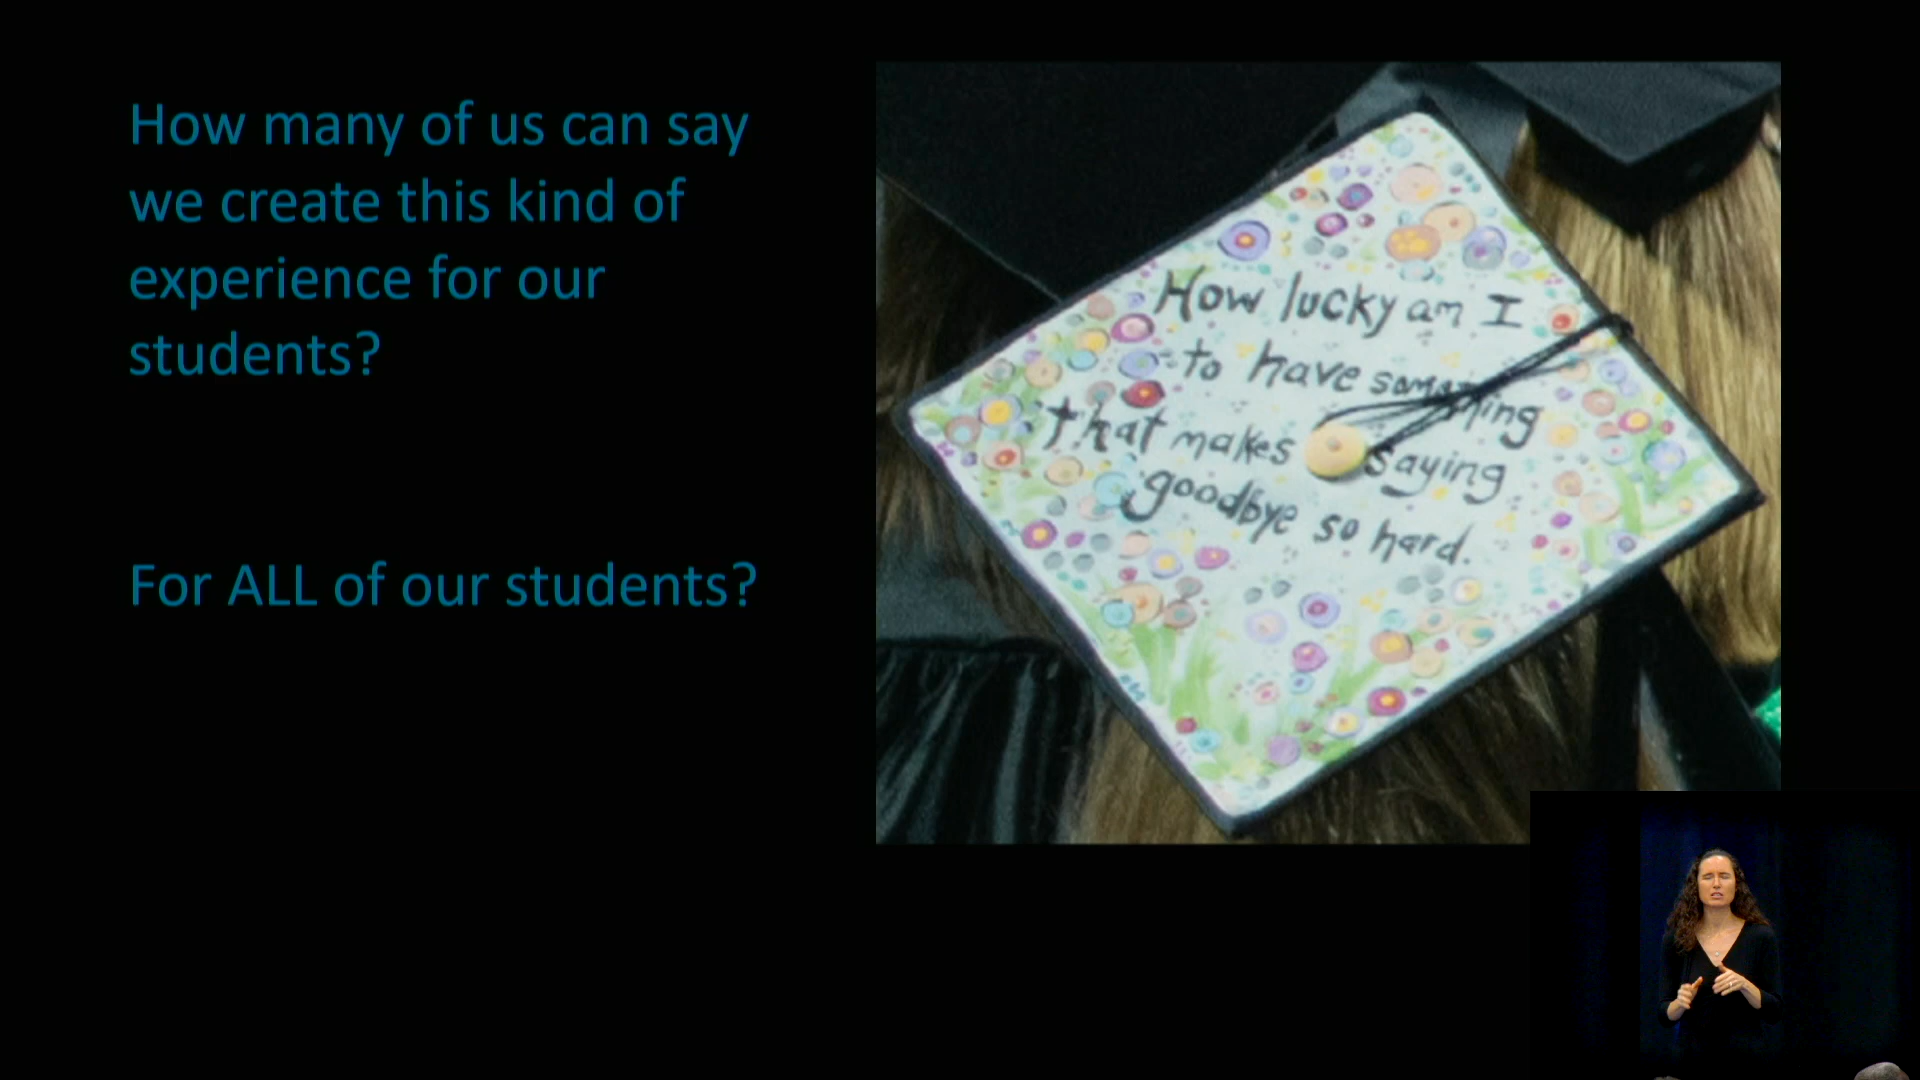 How many of us can say
we create this kind of
experience for our
students?
For ALL of our students?
How lucky am I
to have something
that makes saying
goodbye so hard.